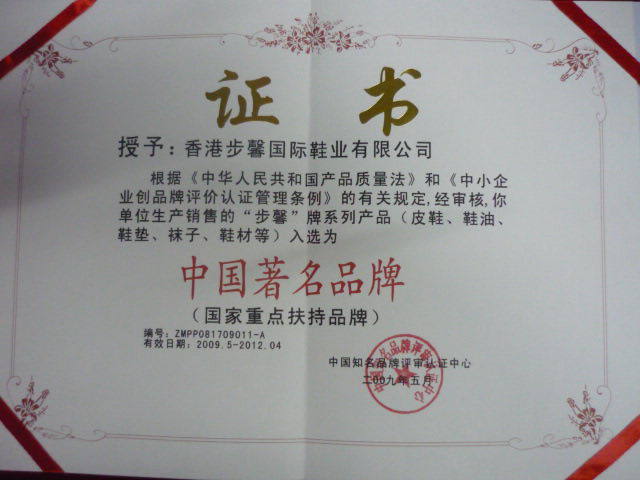 证 书
授予：香港步馨国际鞋业有限公司
根据《中华人民共和国产品质量法》和《中小企
业创品牌评价认证管理条例》的有关规定,经审核,你
单位生产销售的“步馨”牌系列产品（皮鞋、鞋油、
鞋垫、袜子、鞋材等）入选为
中国著名品牌
（国家重点扶持品牌）
编号：ZMPP081709011-A
有效日期：2009.5-2012.04
中国知名品牌评审认证中心
二00九年五月